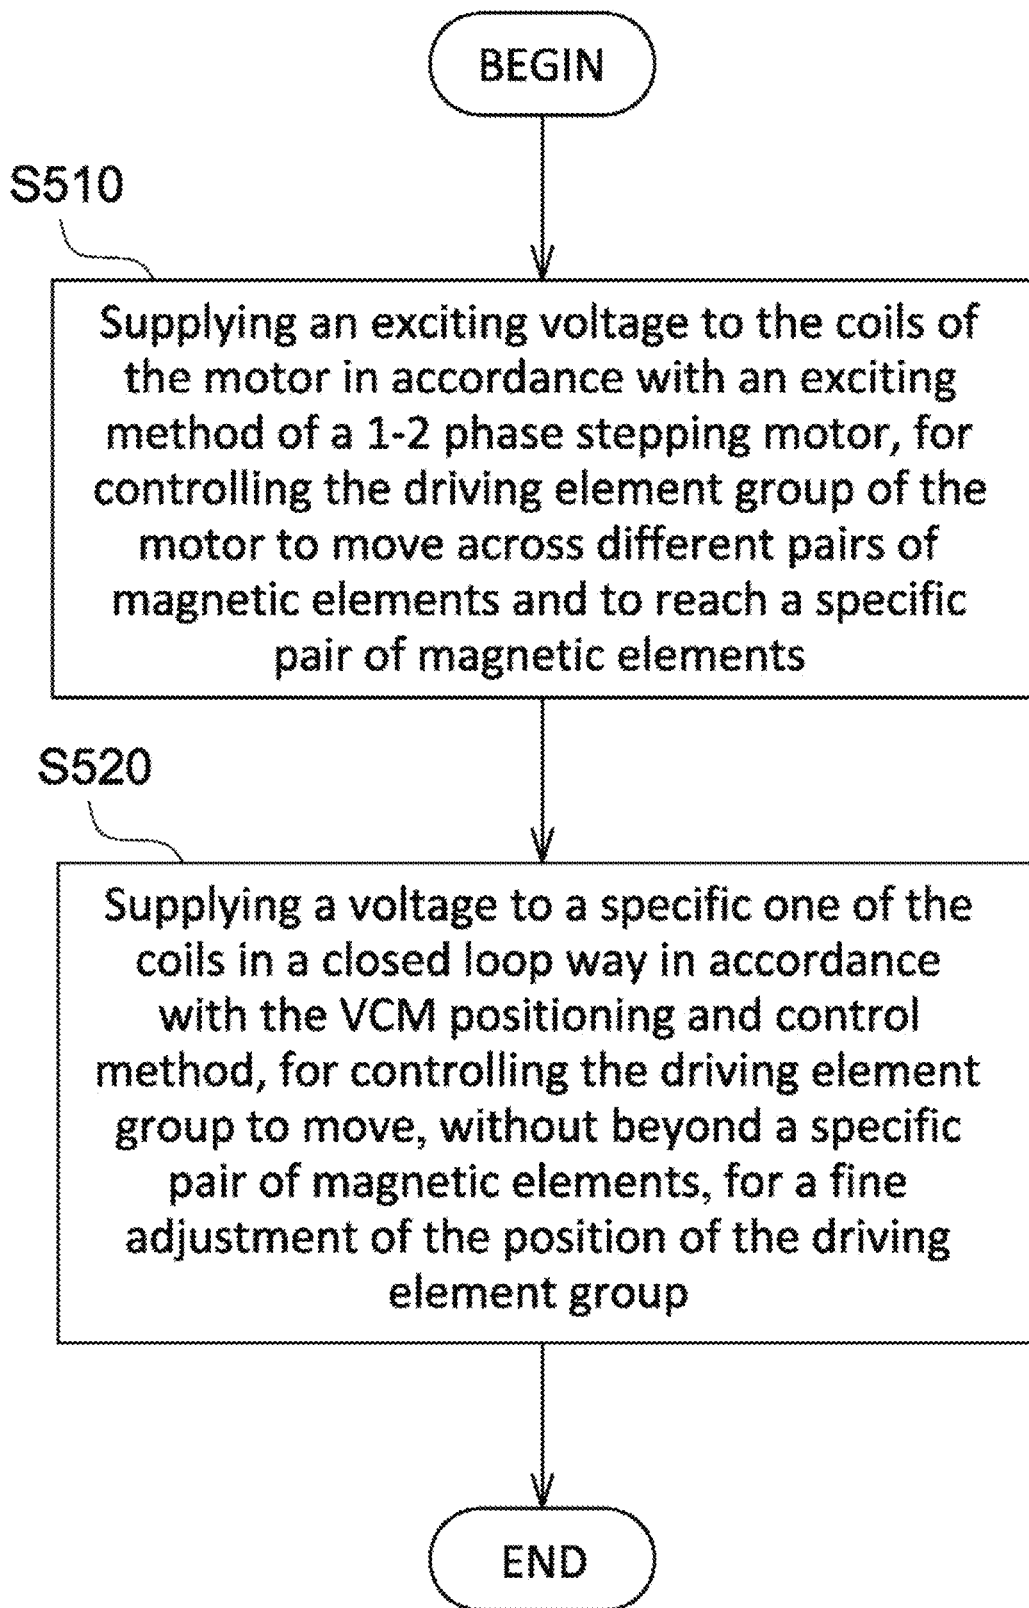 BEGIN
S510
Supplying an exciting voltage to the coils of
the motor in accordance with an exciting
method of a 1-2 phase stepping motor, for
controlling the driving element group of the
motor to move across different pairs of
magnetic elements and to reach a specific
pair of magnetic elements
S520
Supplying a voltage to a specific one of the
coils in a closed loop way in accordance
with the VCM positioning and control
method, for controlling the driving element
group to move, without beyond a specific
pair of magnetic elements, for a fine
adjustment of the position of the driving
element group
END